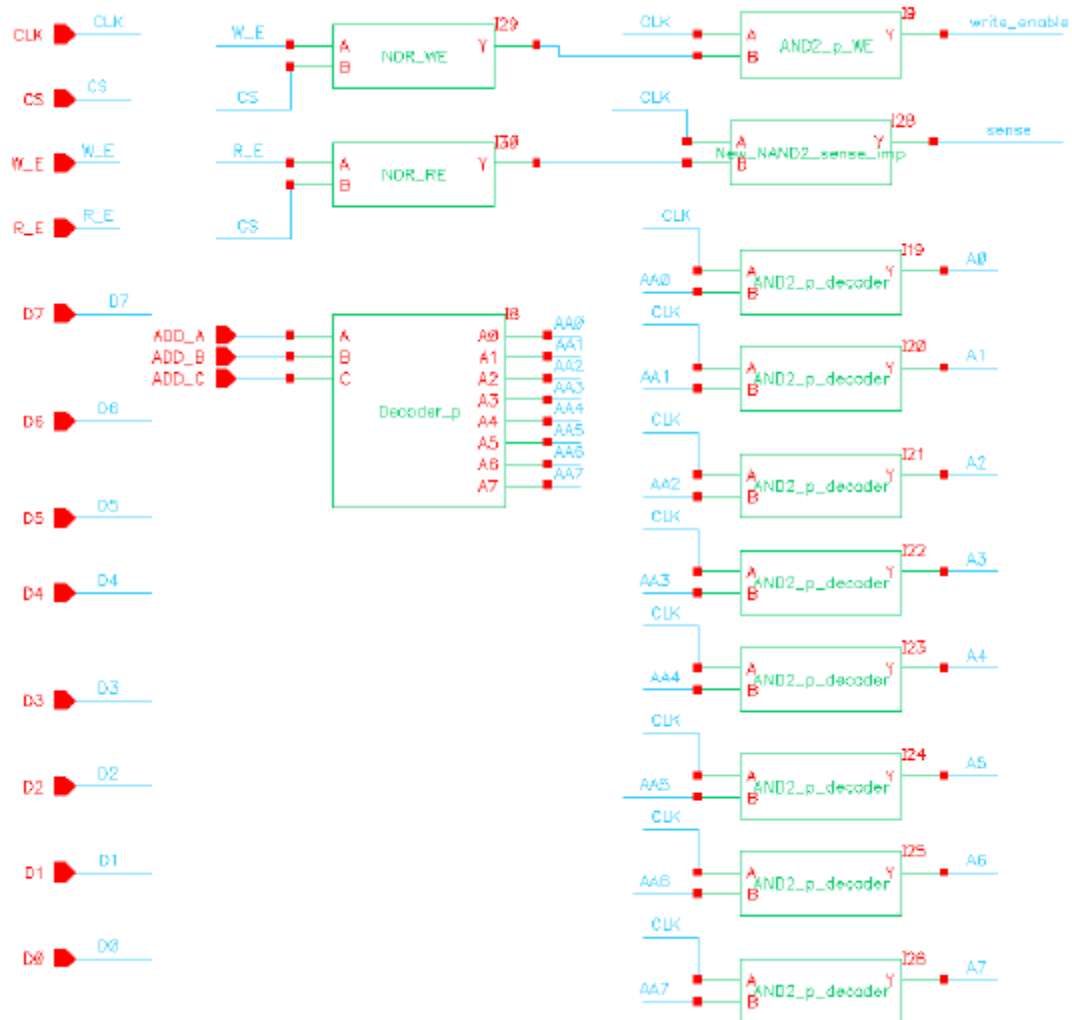 CLK
CLK
CS
CS
W_E
W_E
R_E
R_E
D7
D7
D6
D6
D5
D5
D4
D4
D3
D3
D2
D2
D1
D1
D0
D0
W_E
CS
I29
A
B
Y
NOR_WE
R_E
CS
I30
A
B
Y
NOR_RE
ADD_A
ADD_B
ADD_C
I8
A
B
C
Decoder_p
A0
A1
A2
A3
A4
A5
A6
A7
AA0
AA1
AA2
AA3
AA4
AA5
AA6
AA7
CLK
I9
A
B
Y
AND2_p_WE
write_enable
CLK
I28
A
B
Y
New_NAND2_sense_imp
sense
CLK
AA0
I19
A
B
Y
AND2_p_decoder
A0
CLK
AA1
I20
A
B
Y
AND2_p_decoder
A1
CLK
AA2
I21
A
B
Y
AND2_p_decoder
A2
CLK
AA3
I22
A
B
Y
AND2_p_decoder
A3
CLK
AA4
I23
A
B
Y
AND2_p_decoder
A4
CLK
AA5
I24
A
B
Y
AND2_p_decoder
A5
CLK
AA6
I25
A
B
Y
AND2_p_decoder
A6
CLK
AA7
I26
A
B
Y
AND2_p_decoder
A7